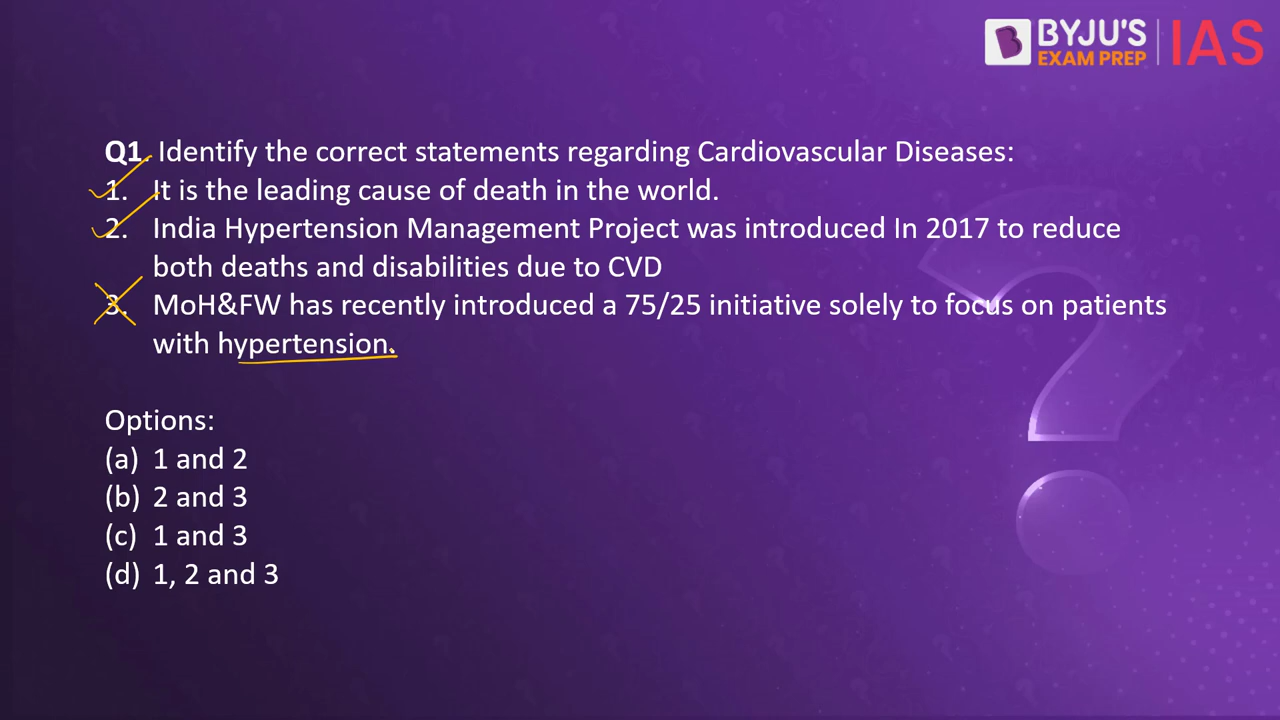 BYJU'S IAS
EXAM PREP
Q1. Identify the correct statements regarding Cardiovascular Diseases:
1. It is the leading cause of death in the world.
2. India Hypertension Management Project was introduced In 2017 to reduce
both deaths and disabilities due to CVD
3. MoH&FW has recently introduced a 75/25 initiative solely to focus on patients
with hypertension.
Options:
(a) 1 and 2
(b) 2 and 3
(c) 1 and 3
(d) 1, 2 and 3